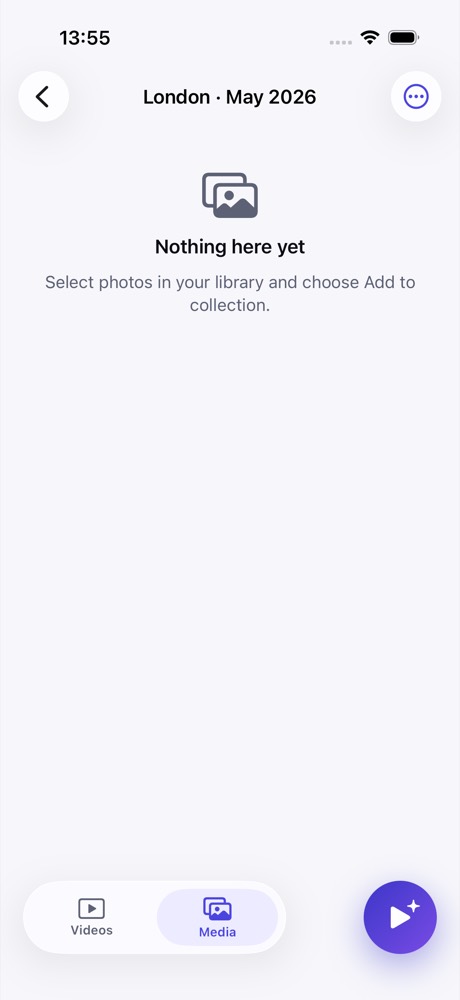 13:55
London · May 2026
Nothing here yet
Select photos in your library and choose Add to
collection.
Videos
Media